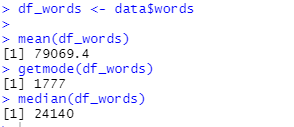 > df_words <- data$words
>
> mean(df_words)
[1] 79069.4
> getmode(df_words)
[1] 1777
> median(df_words)
[1] 24140